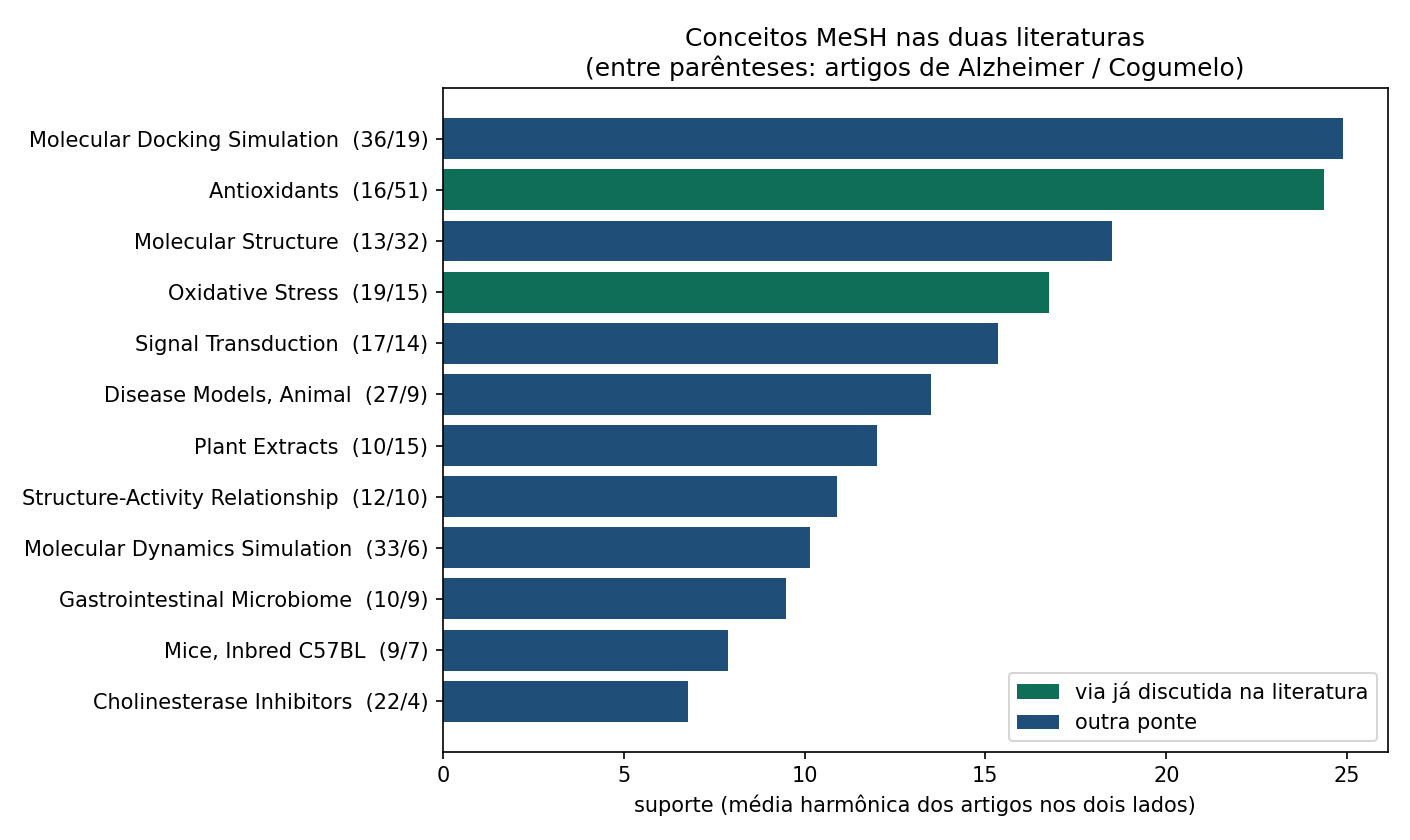 Conceitos MeSH nas duas literaturas
(entre parênteses: artigos de Alzheimer / Cogumelo)
Molecular Docking Simulation (36/19)
Antioxidants (16/51)
Molecular Structure (13/32)
Oxidative Stress (19/15)
Signal Transduction (17/14)
Disease Models, Animal (27/9)
Plant Extracts (10/15)
Structure-Activity Relationship (12/10)
Molecular Dynamics Simulation (33/6)
Gastrointestinal Microbiome (10/9)
Mice, Inbred C57BL (9/7)
Cholinesterase Inhibitors (22/4)
via já discutida na literatura
outra ponte
0 5 10 15 20 25
suporte (média harmônica dos artigos nos dois lados)